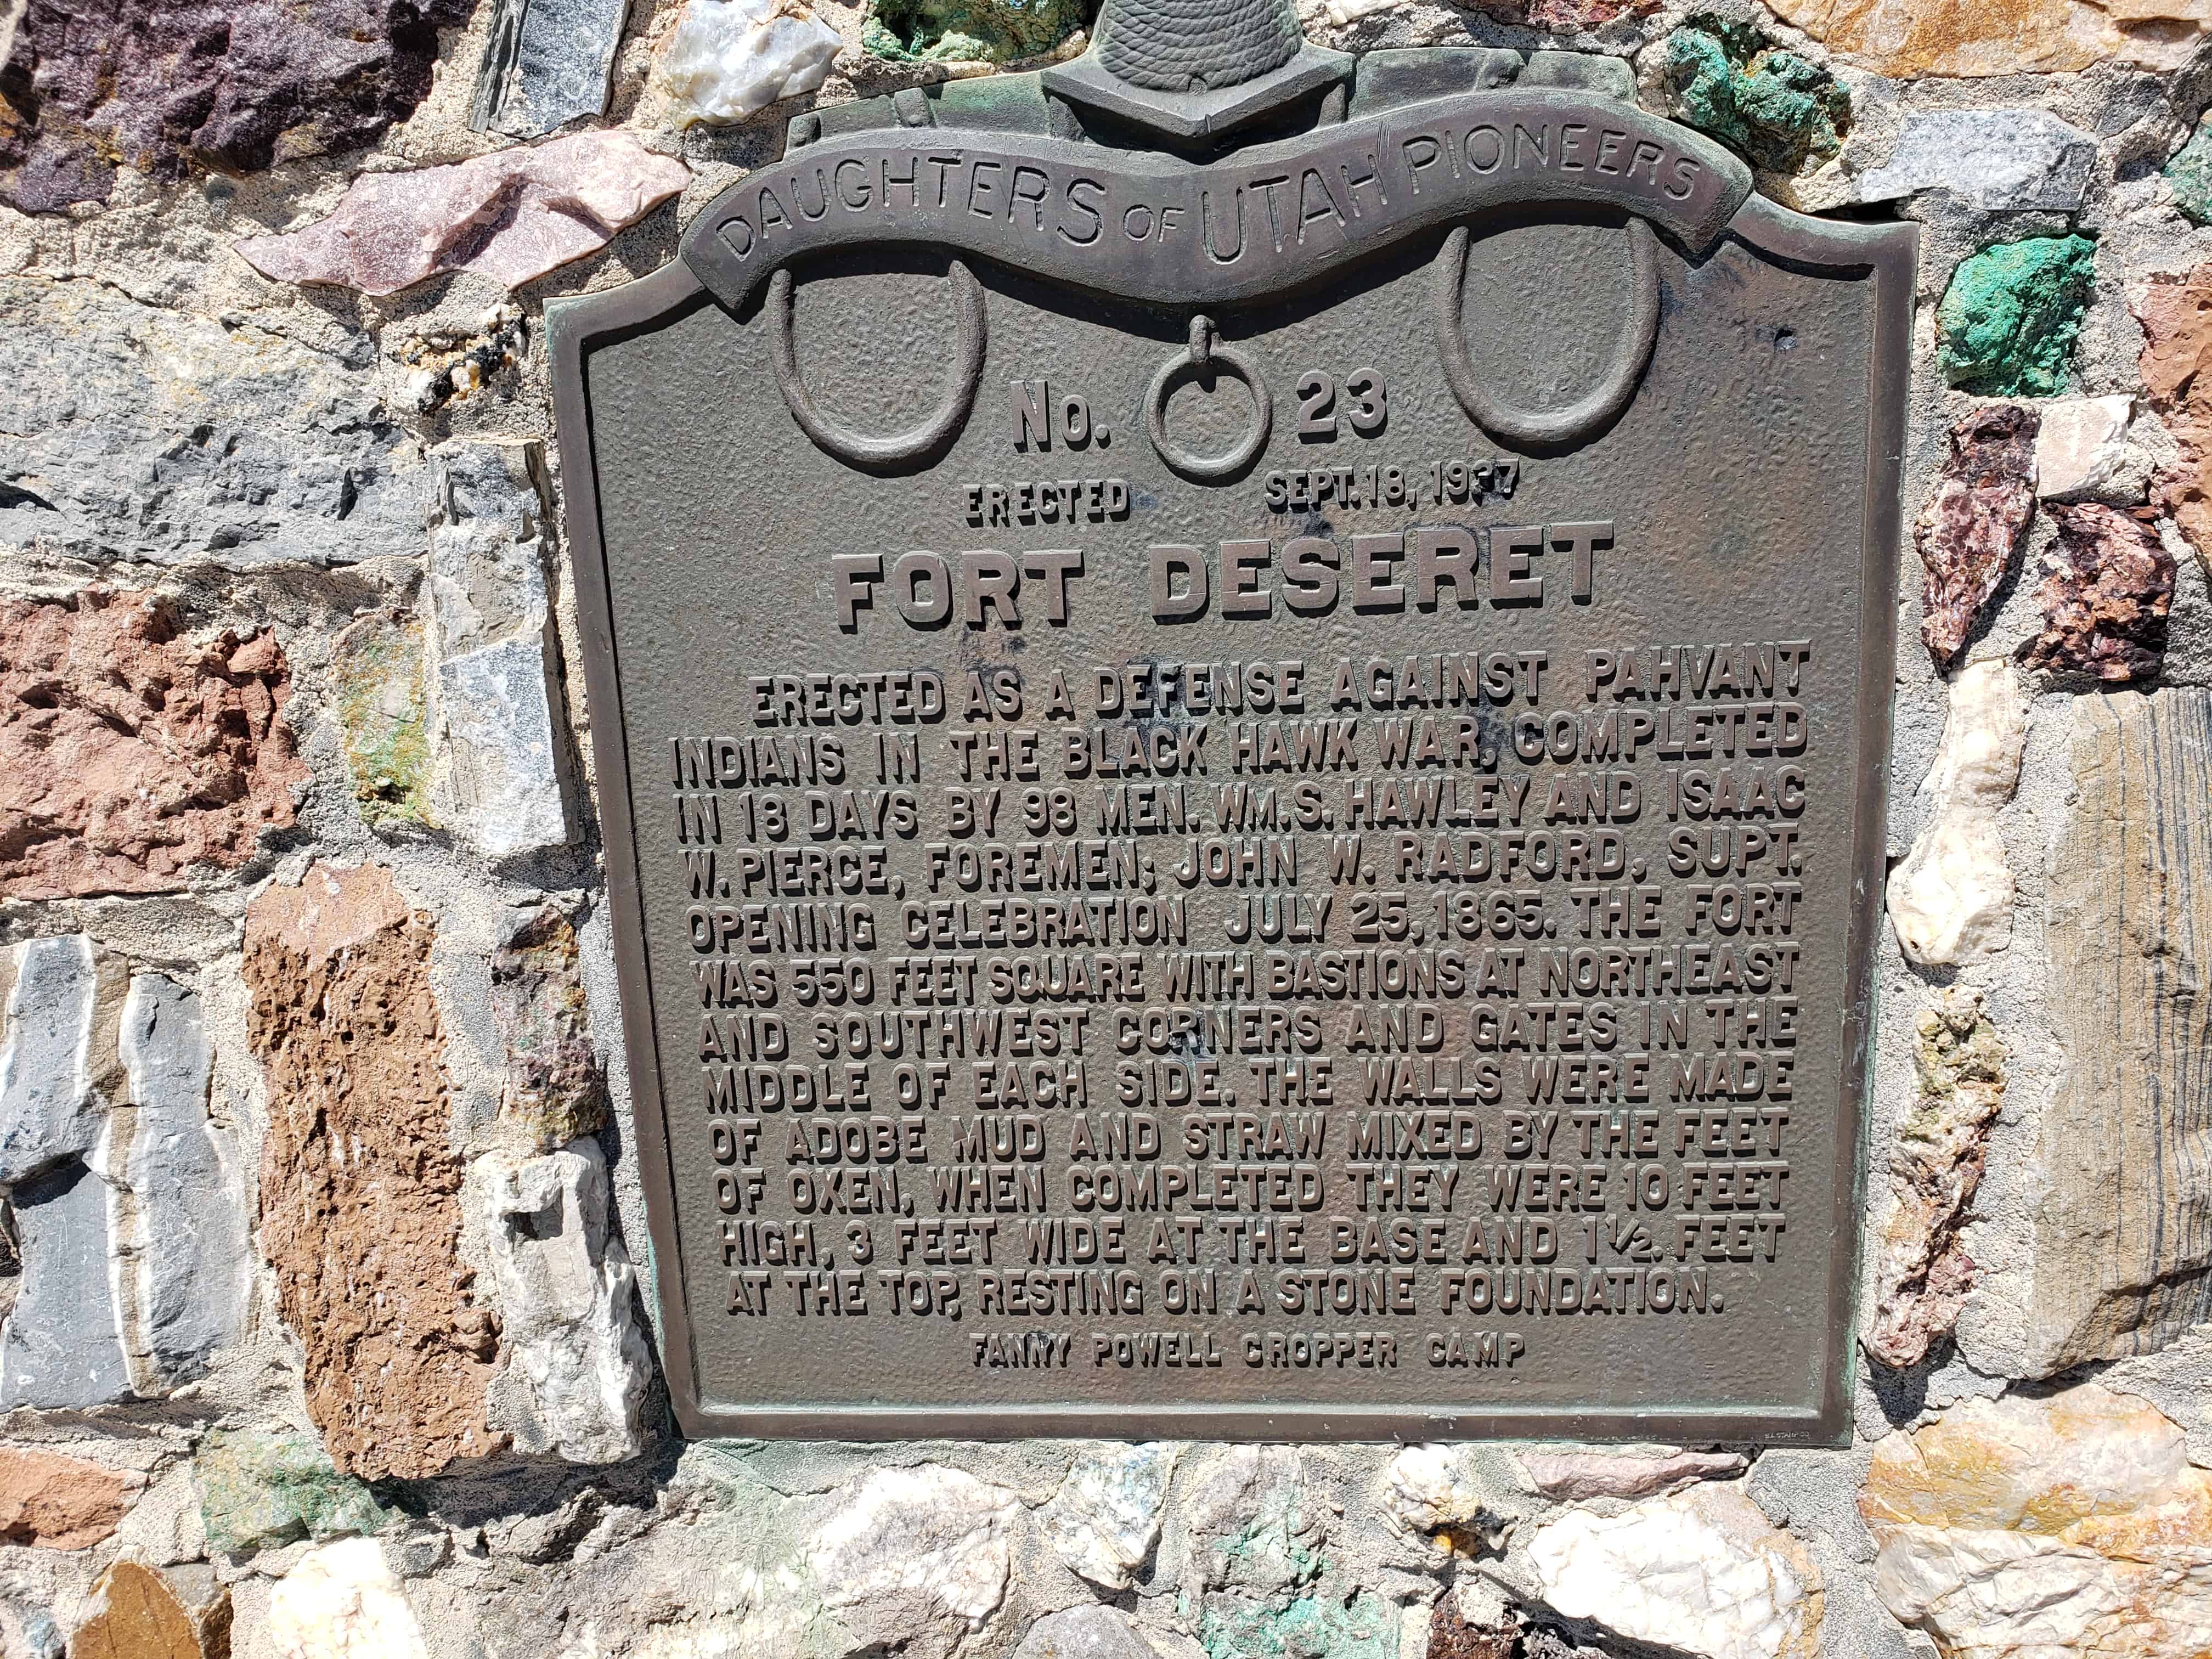 DAUGHTERS OF UTAH PIONEERS
No. 23
ERECTED SEPT. 18, 1937
FORT DESERET
ERECTED AS A DEFENSE AGAINST PAHVANT
INDIANS IN THE BLACK HAWK WAR, COMPLETED
IN 18 DAYS BY 98 MEN. WM. S. HAWLEY AND ISAAC
W. PIERCE, FOREMEN; JOHN W. RADFORD, SUPT.
OPENING CELEBRATION JULY 25, 1865. THE FORT
WAS 550 FEET SQUARE WITH BASTIONS AT NORTHEAST
AND SOUTHWEST CORNERS AND GATES IN THE
MIDDLE OF EACH SIDE. THE WALLS WERE MADE
OF ADOBE MUD AND STRAW MIXED BY THE FEET
OF OXEN, WHEN COMPLETED THEY WERE 10 FEET
HIGH, 3 FEET WIDE AT THE BASE AND 1 1/2. FEET
AT THE TOP, RESTING ON A STONE FOUNDATION.
FANNY POWELL CROPPER CAMP